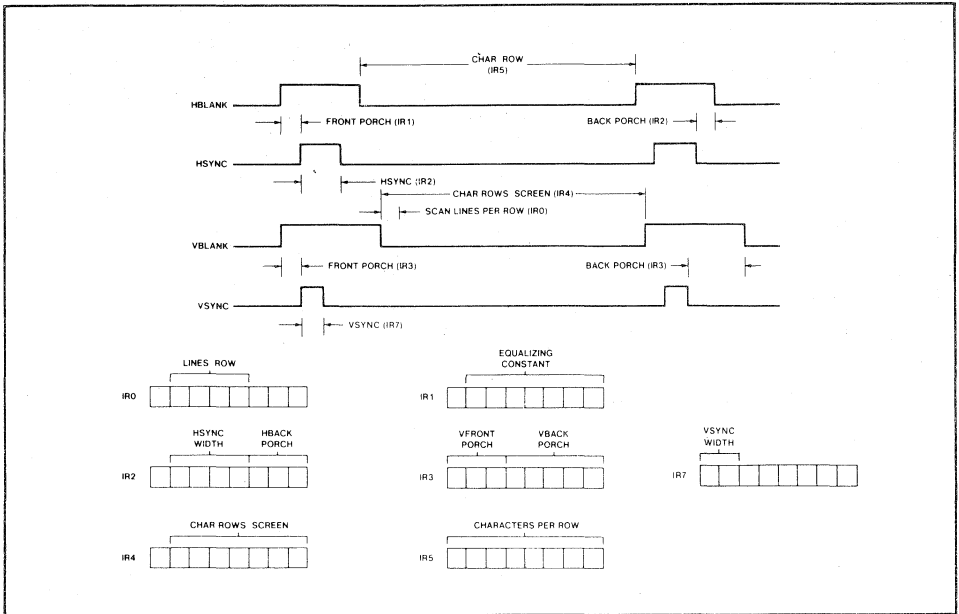 CHAR ROW
(IR5)
HBLANK
FRONT PORCH (IR1)
BACK PORCH (IR2)
HSYNC
HSYNC (IR2)
CHAR ROWS SCREEN (IR4)
SCAN LINES PER ROW (IR0)
VBLANK
FRONT PORCH (IR3)
BACK PORCH (IR3)
VSYNC
VSYNC (IR7)
LINES ROW
IR0
EQUALIZING
CONSTANT
IR1
HSYNC
WIDTH
HBACK
PORCH
IR2
VFRONT
PORCH
VBACK
PORCH
IR3
VSYNC
WIDTH
IR7
CHAR ROWS SCREEN
IR4
CHARACTERS PER ROW
IR5